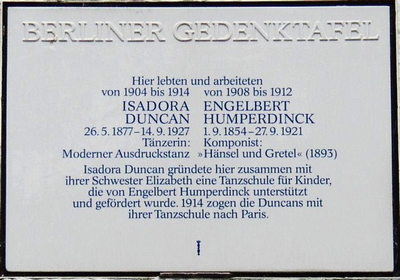 BERLINER GEDENKTAFEL
Hier lebten und arbeiteten
von 1904 bis 1914 von 1908 bis 1912
ISADORA ENGELBERT
DUNCAN HUMPERDINCK
26. 5. 1877 – 14. 9. 1927 1. 9. 1854 – 27. 9. 1921
Tänzerin: Komponist:
Moderner Ausdruckstanz »Hänsel und Gretel« (1893)
Isadora Duncan gründete hier zusammen mit
ihrer Schwester Elizabeth eine Tanzschule für Kinder,
die von Engelbert Humperdinck unterstützt
und gefördert wurde. 1914 zogen die Duncans mit
ihrer Tanzschule nach Paris.